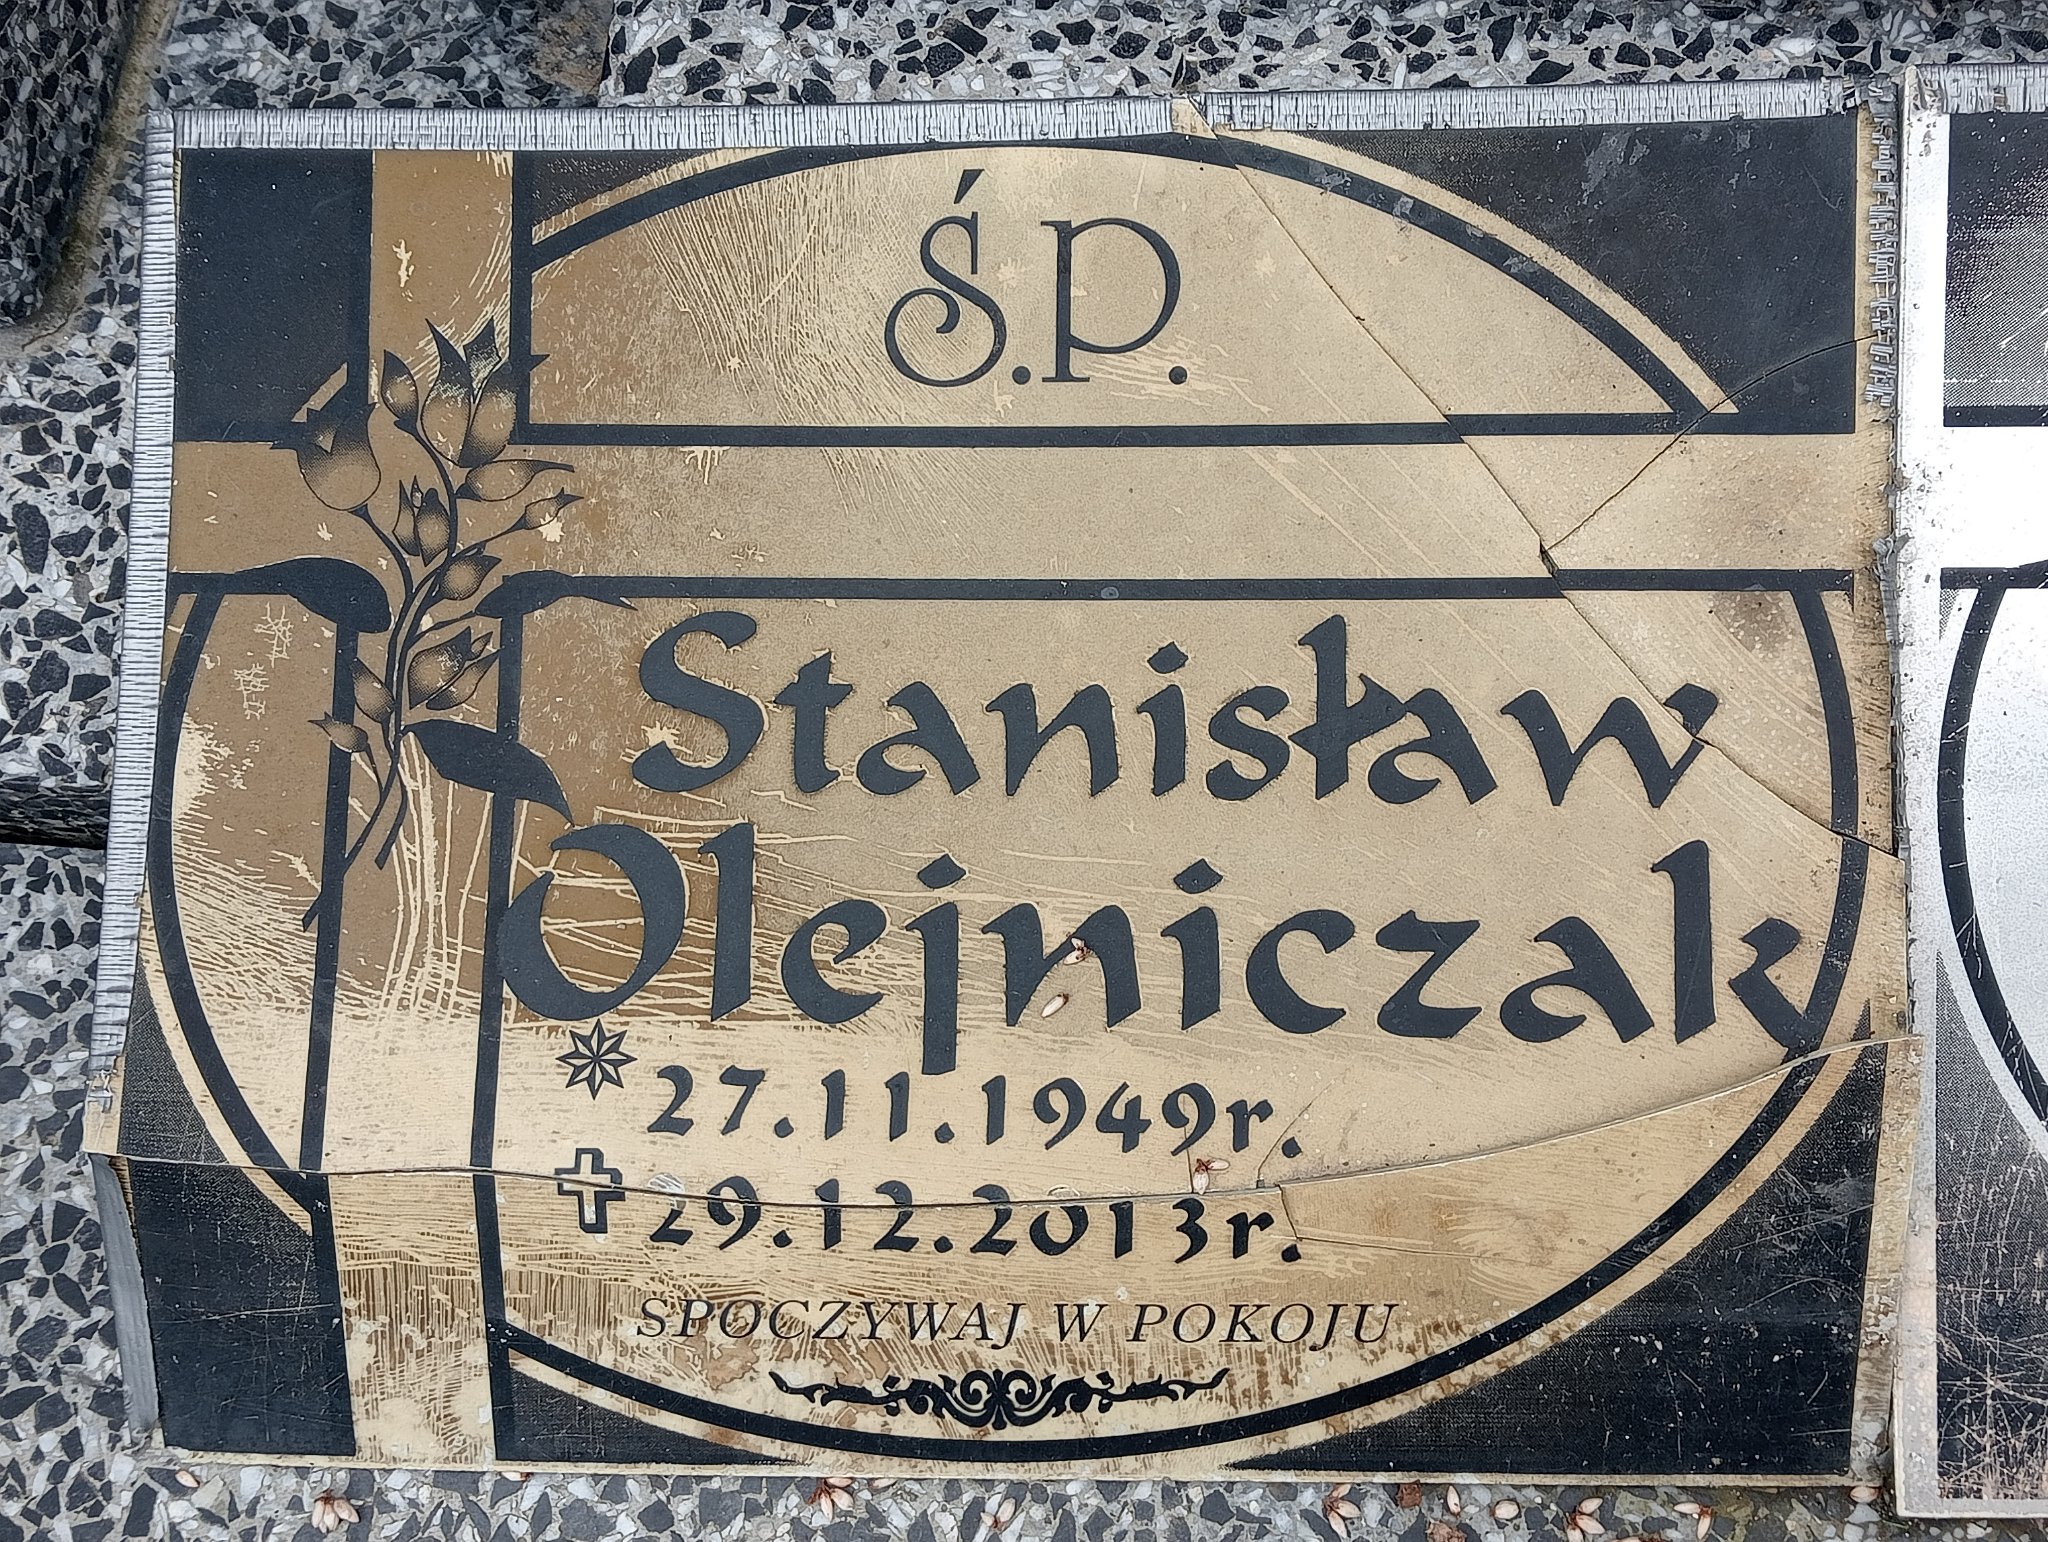 Ś.P.
Stanisław
Olejniczak
27.11.1949r.
29.12.2013r.
SPOCZYWAJ W POKOJU